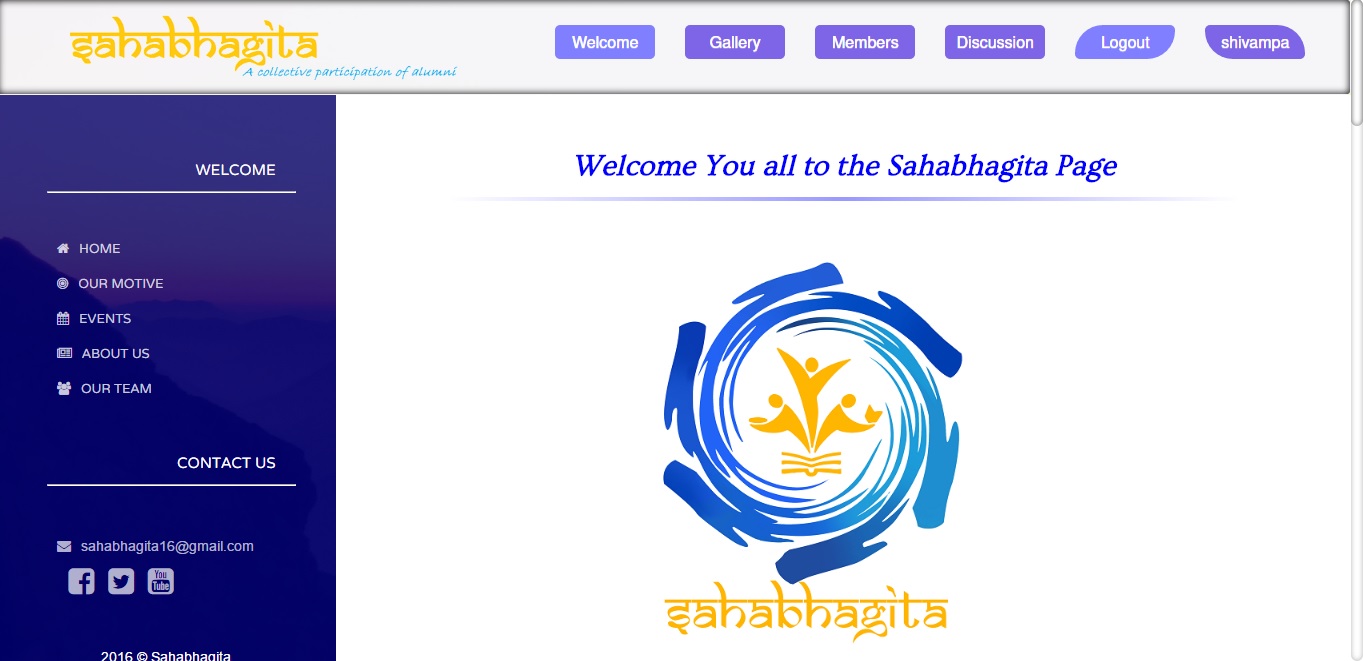 sahabhagita
A collective participation of alumni
Welcome
Gallery
Members
Discussion
Logout
shivampa
WELCOME
HOME
OUR MOTIVE
EVENTS
ABOUT US
OUR TEAM
CONTACT US
sahabhagita16@gmail.com
You
Tube
2016 © Sahabhagita
Welcome You all to the Sahabhagita Page
sahabhagita